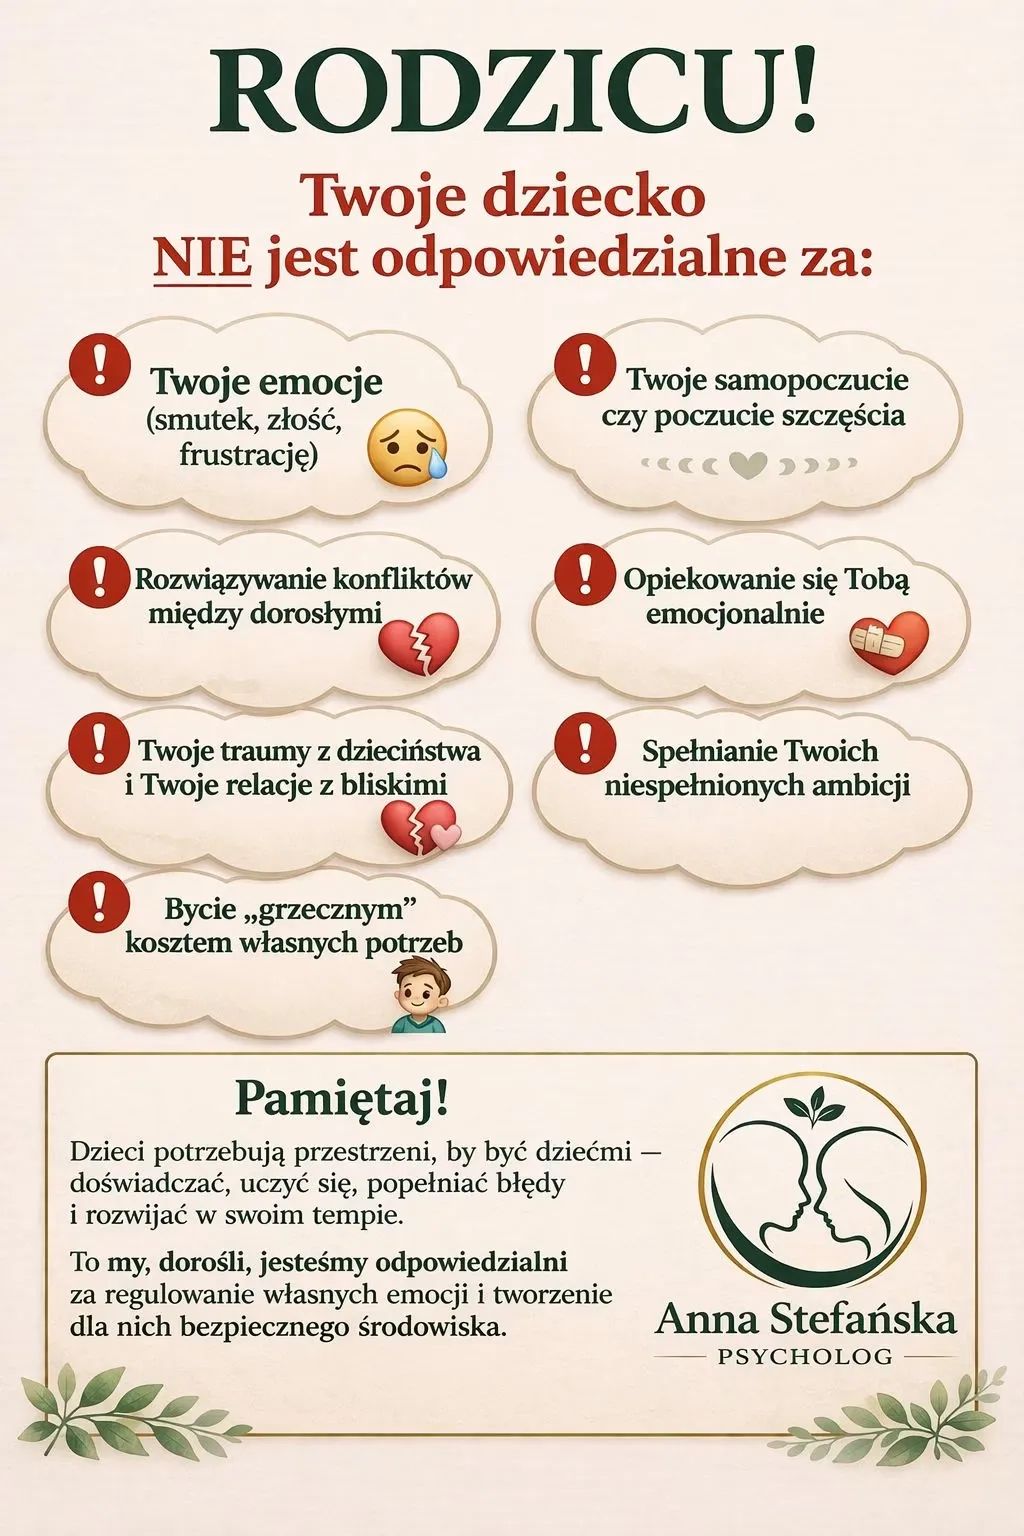 RODZICU!
Twoje dziecko
NIE jest odpowiedzialne za:
Twoje emocje
(smutek, złość,
frustrację)
Twoje samopoczucie
czy poczucie szczęścia
Rozwiązywanie konfliktów
między dorosłymi
Opiekowanie się Tobą
emocjonalnie
Twoje traumy z dzieciństwa
i Twoje relacje z bliskimi
Spełnianie Twoich
niespełnionych ambicji
Bycie „grzecznym”
kosztem własnych potrzeb
Pamiętaj!
Dzieci potrzebują przestrzeni, by być dziećmi —
doświadczać, uczyć się, popełniać błędy
i rozwijać w swoim tempie.
To my, dorośli, jesteśmy odpowiedzialni
za regulowanie własnych emocji i tworzenie
dla nich bezpiecznego środowiska.
Anna Stefańska
PSYCHOLOG